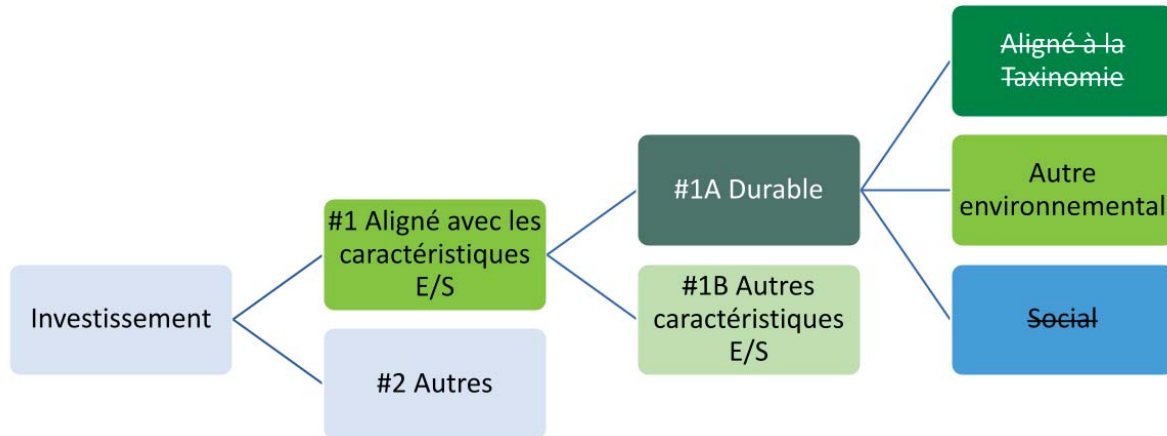 Investissement
#1 Aligné avec les
caractéristiques
E/S
#2 Autres
#1A Durable
#1B Autres
caractéristiques
E/S
Aligné à la
Taxinomie
Autre
environnemental
Social